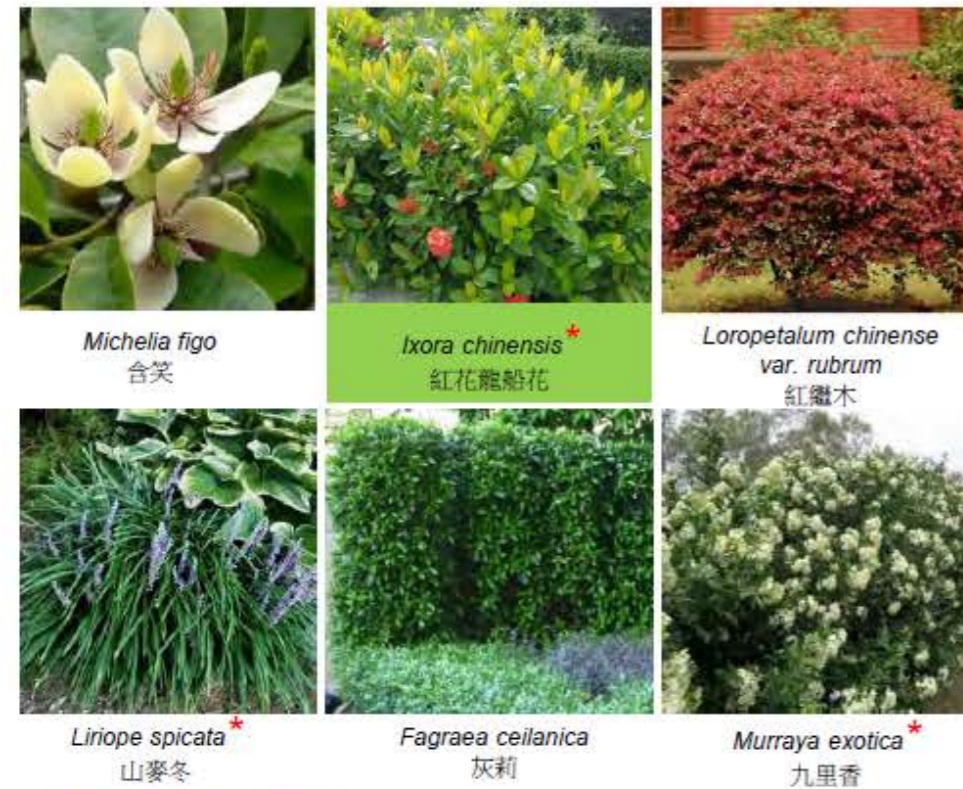 Michelia figo
含笑
Ixora chinensis*
紅花龍船花
Loropetalum chinense
var. rubrum
紅繼木
Liriope spicata*
山麥冬
Fagraea ceilanica
灰莉
Murraya exotica*
九里香